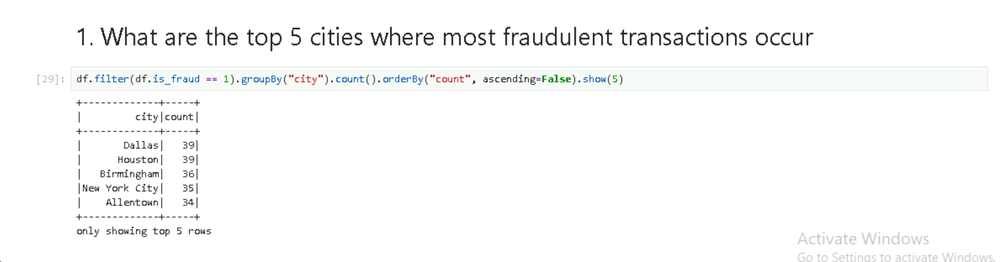 1. What are the top 5 cities where most fraudulent transactions occur
[29]: df.filter(df.is_fraud == 1).groupBy("city").count().orderBy("count", ascending=False).show(5)
+-------------+-----+
|         city|count|
+-------------+-----+
|       Dallas|   39|
|      Houston|   39|
|   Birmingham|   36|
|New York City|   35|
|    Allentown|   34|
+-------------+-----+
only showing top 5 rows
Activate Windows
Go to Settings to activate Windows.